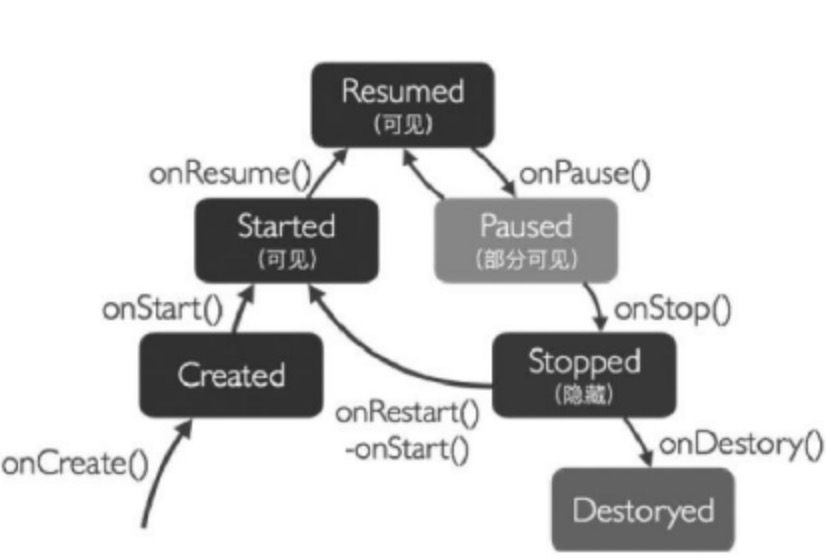 Resumed
(可见)
onResume()
onPause()
Started
(可见)
Paused
(部分可见)
onStart()
onStop()
Created
Stopped
(隐藏)
onRestart()
-onStart()
onCreate()
onDestory()
Destoryed